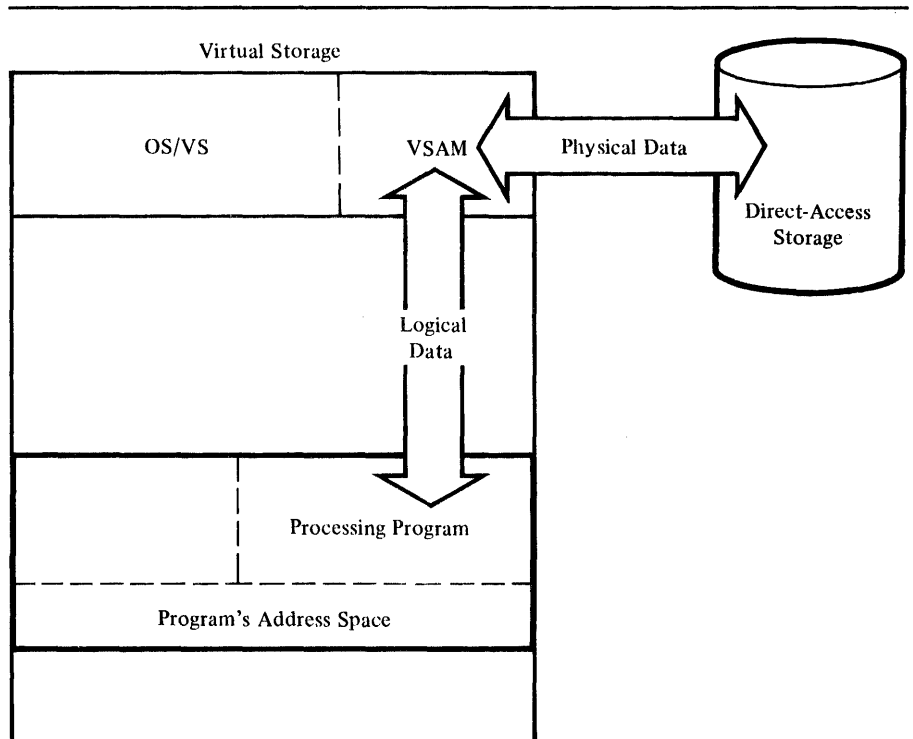 Virtual Storage
OS/VS
VSAM
Physical Data
Direct-Access
Storage
Logical
Data
Processing Program
Program's Address Space